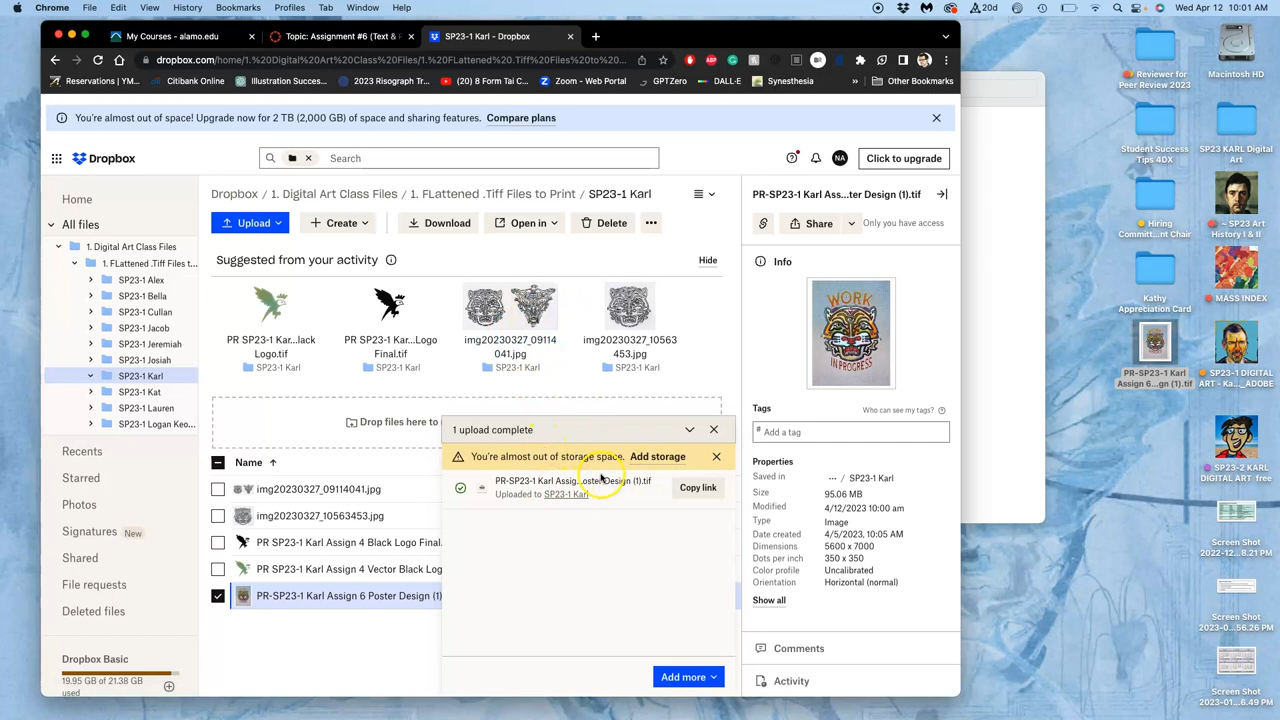 Chrome File Edit View History Bookmarks Profiles Tab Window Help
20d Wed Apr 12 10:01 AM
My Courses - alamo.edu
Topic: Assignment #6 (Text & F
SP23-1 Karl - Dropbox
dropbox.com/home/1.%20Digital%20Art%20Class%20Files/1.%20FLattened%20.Tiff%20Files%20to%...
Reservations | YM... Citibank Online Illustration Succes... 2023 Risograph Tr... (20) 8 Form Tai C... Zoom - Web Portal GPTZero DALL-E Synesthesia » Other Bookmarks
You're almost out of space! Upgrade now for 2 TB (2,000 GB) of space and sharing features. Compare plans
Dropbox
Search
NA
Click to upgrade
Home
All files
1. Digital Art Class Files
1. FLattened .Tiff Files t...
SP23-1 Alex
SP23-1 Bella
SP23-1 Cullan
SP23-1 Jacob
SP23-1 Jeremiah
SP23-1 Josiah
SP23-1 Karl
SP23-1 Kat
SP23-1 Lauren
SP23-1 Logan Keo...
Recents
Starred
Photos
Signatures New
Shared
File requests
Deleted files
Dropbox Basic
19.95 GB of 21.38 GB
used
Dropbox / 1. Digital Art Class Files / 1. FLattened .Tiff Files to Print / SP23-1 Karl
Upload Create Download Open in Delete
Suggested from your activity
Hide
PR SP23-1 Kar...lack
Logo.tif
SP23-1 Karl
PR SP23-1 Kar...Logo
Final.tif
SP23-1 Karl
img20230327_09114
041.jpg
SP23-1 Karl
img20230327_10563
453.jpg
SP23-1 Karl
Drop files here to
Name
img20230327_09114041.jpg
img20230327_10563453.jpg
PR SP23-1 Karl Assign 4 Black Logo Final.
PR SP23-1 Karl Assign 4 Vector Black Log
PR-SP23-1 Karl Assign 6 Poster Design (1)
1 upload complete
You're almost out of storage space. Add storage
PR-SP23-1 Karl Assig...oster Design (1).tif
Uploaded to SP23-1 Karl
Copy link
Add more
PR-SP23-1 Karl Ass...ter Design (1).tif
Share
Only you have access
Info
WORK
IN PROGRESS
Tags
Who can see my tags?
# Add a tag
Properties
Saved in ... / SP23-1 Karl
Size 95.06 MB
Modified 4/12/2023 10:00 am
Type Image
Date created 4/5/2023, 10:05 AM
Dimensions 5600 x 7000
Dots per inch 350 x 350
Color profile Uncalibrated
Orientation Horizontal (normal)
Show all
Comments
Activity
Reviewer for
Peer Review 2023
Macintosh HD
Student Success
Tips 4DX
SP23 KARL Digital
Art
Hiring
Committ...nt Chair
~ SP23 Art
History I & II
Kathy
Appreciation Card
MASS INDEX
PR-SP23-1 Karl
Assign 6...gn (1).tif
SP23-1 DIGITAL
ART - Ka..._ADOBE
SP23-2 KARL
DIGITAL ART free
Screen Shot
2022-12...8.21 PM
Screen Shot
2023-0...56.26 PM
Screen Shot
2023-01...6.49 PM